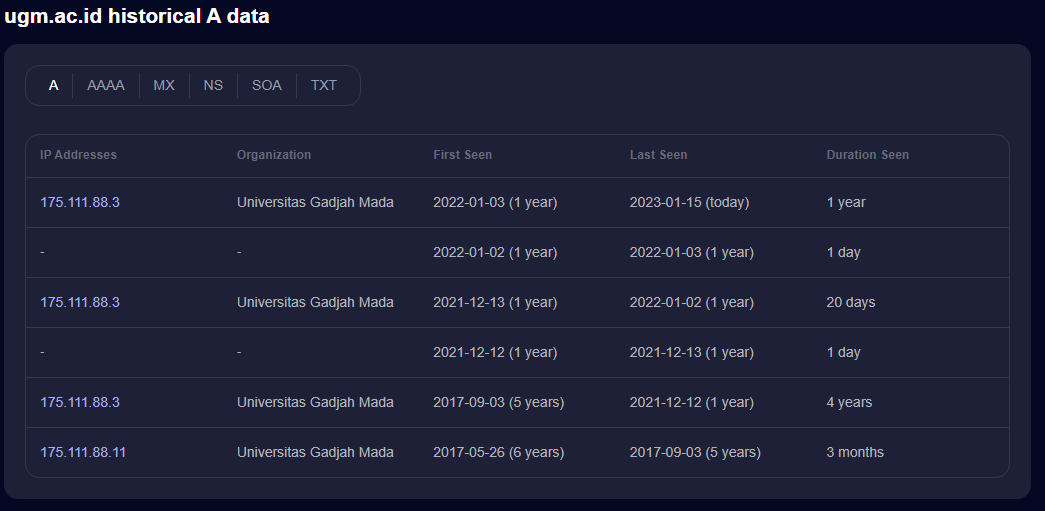 ugm.ac.id historical A data
A AAAA MX NS SOA TXT
IP Addresses Organization First Seen Last Seen Duration Seen
175.111.88.3 Universitas Gadjah Mada 2022-01-03 (1 year) 2023-01-15 (today) 1 year
- - 2022-01-02 (1 year) 2022-01-03 (1 year) 1 day
175.111.88.3 Universitas Gadjah Mada 2021-12-13 (1 year) 2022-01-02 (1 year) 20 days
- - 2021-12-12 (1 year) 2021-12-13 (1 year) 1 day
175.111.88.3 Universitas Gadjah Mada 2017-09-03 (5 years) 2021-12-12 (1 year) 4 years
175.111.88.11 Universitas Gadjah Mada 2017-05-26 (6 years) 2017-09-03 (5 years) 3 months